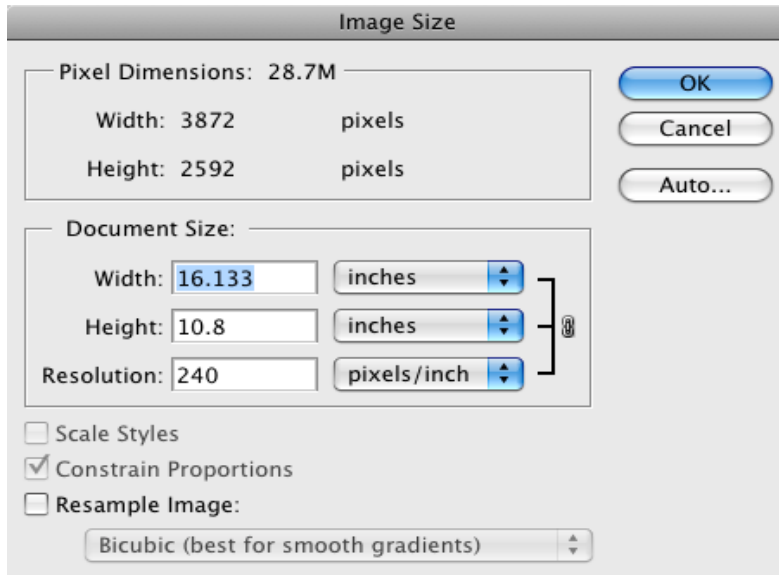 Image Size
Pixel Dimensions: 28.7M
Width: 3872 pixels
Height: 2592 pixels
OK
Cancel
Auto...
Document Size:
Width: 16.133 inches
Height: 10.8 inches
Resolution: 240 pixels/inch
Scale Styles
Constrain Proportions
Resample Image:
Bicubic (best for smooth gradients)